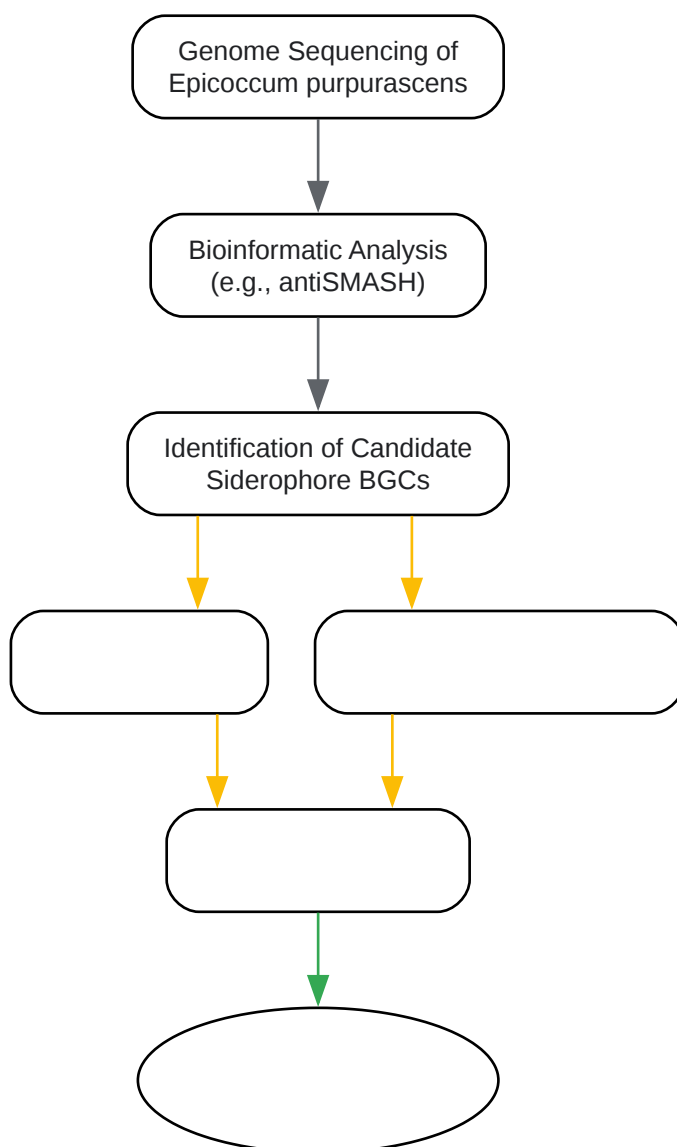 Genome Sequencing of
Epicoccum purpurascens
Bioinformatic Analysis
(e.g., antiSMASH)
Identification of Candidate
Siderophore BGCs